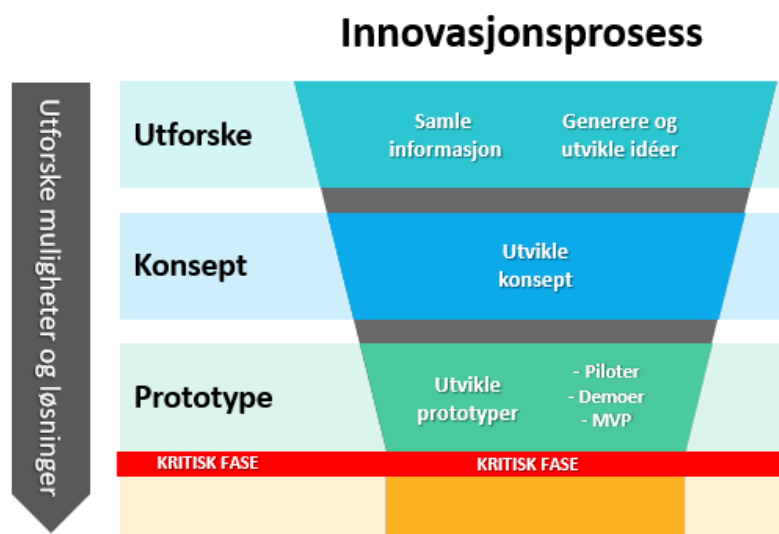 Innovasjonsprosess
Utforske muligheter og løsninger
Utforske
Samle
informasjon
Generere og
utvikle idéer
Konsept
Utvikle
konsept
Prototype
Utvikle
prototyper
- Piloter
- Demoer
- MVP
KRITISK FASE
KRITISK FASE